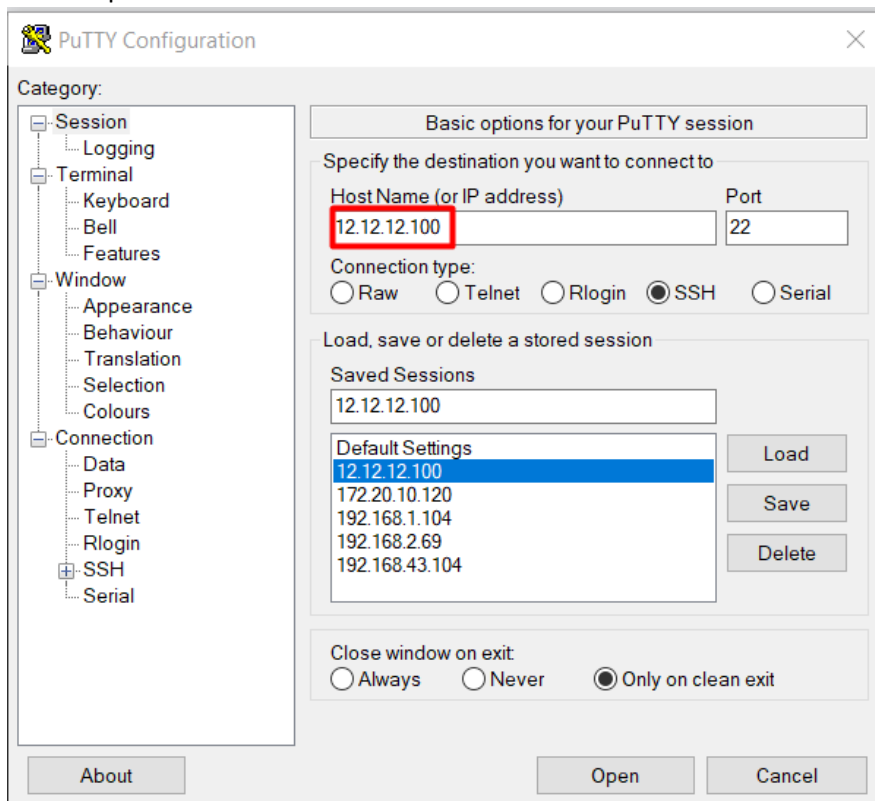 PuTTY Configuration
Category:
Session
Logging
Terminal
Keyboard
Bell
Features
Window
Appearance
Behaviour
Translation
Selection
Colours
Connection
Data
Proxy
Telnet
Rlogin
SSH
Serial
Basic options for your PuTTY session
Specify the destination you want to connect to
Host Name (or IP address) Port
12.12.12.100 22
Connection type:
Raw Telnet Rlogin SSH Serial
Load, save or delete a stored session
Saved Sessions
12.12.12.100
Default Settings
12.12.12.100
172.20.10.120
192.168.1.104
192.168.2.69
192.168.43.104
Load
Save
Delete
Close window on exit:
Always Never Only on clean exit
About Open Cancel